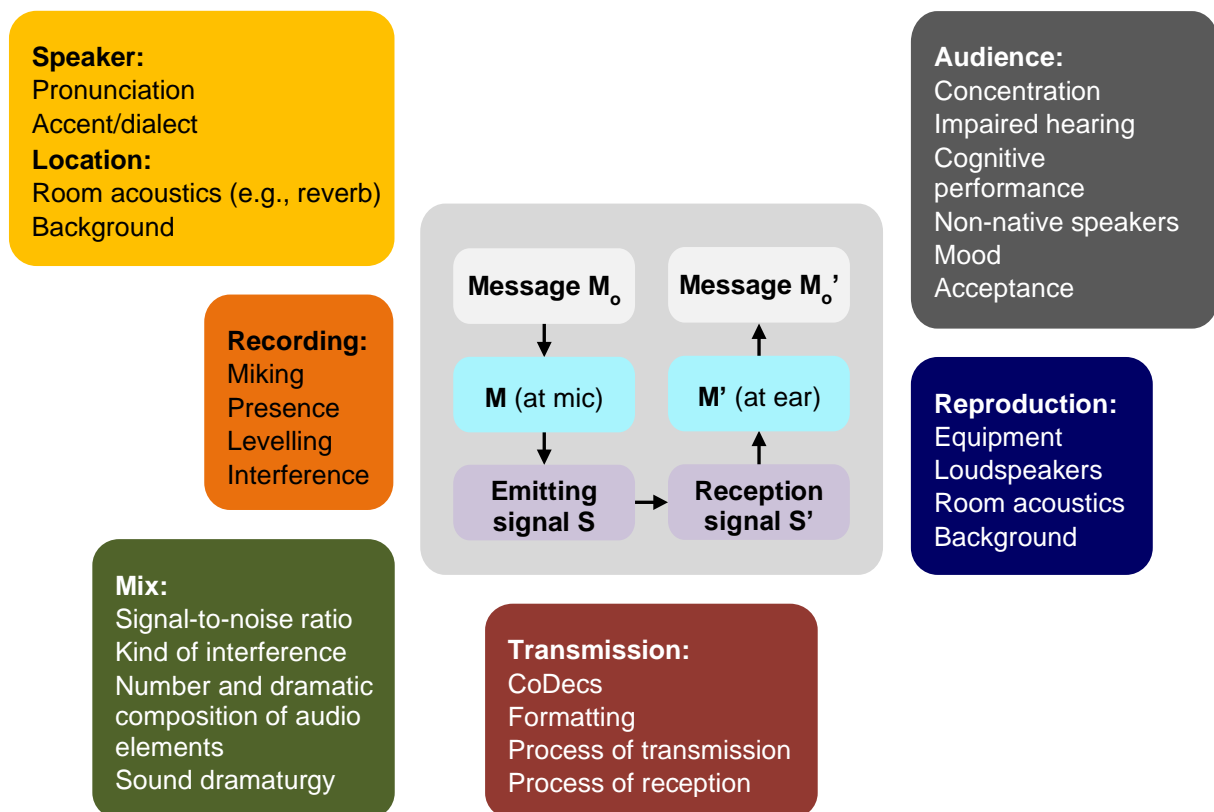 Speaker:
Pronunciation
Accent/dialect
Location:
Room acoustics (e.g., reverb)
Background
Recording:
Miking
Presence
Levelling
Interference
Mix:
Signal-to-noise ratio
Kind of interference
Number and dramatic
composition of audio
elements
Sound dramaturgy
Message Mₒ
M (at mic)
Emitting
signal S
Reception
signal S’
M’ (at ear)
Message Mₒ’
Transmission:
CoDecs
Formatting
Process of transmission
Process of reception
Reproduction:
Equipment
Loudspeakers
Room acoustics
Background
Audience:
Concentration
Impaired hearing
Cognitive
performance
Non-native speakers
Mood
Acceptance